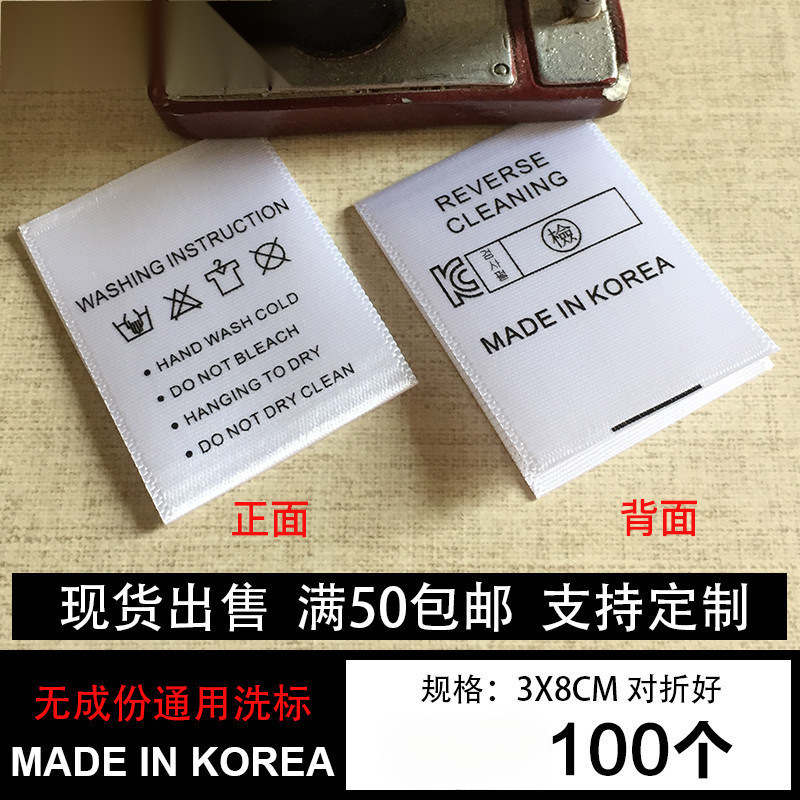 WASHING INSTRUCTION
• HAND WASH COLD
• DO NOT BLEACH
• HANGING TO DRY
• DO NOT DRY CLEAN
REVERSE
CLEANING
검사필
檢
MADE IN KOREA
正面
背面
现货出售 满50包邮 支持定制
无成份通用洗标
MADE IN KOREA
规格：3X8CM 对折好
100个